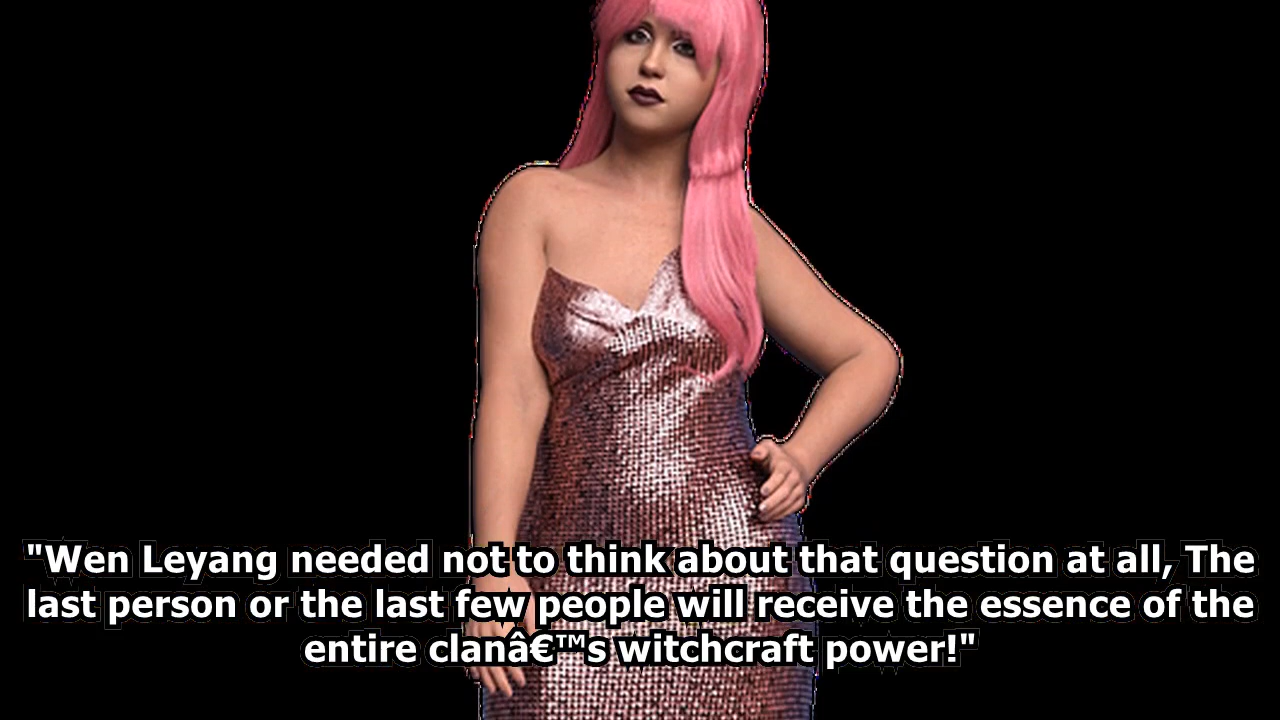 "Wen Leyang needed not to think about that question at all, The
last person or the last few people will receive the essence of the
entire clanâ€™s witchcraft power!"